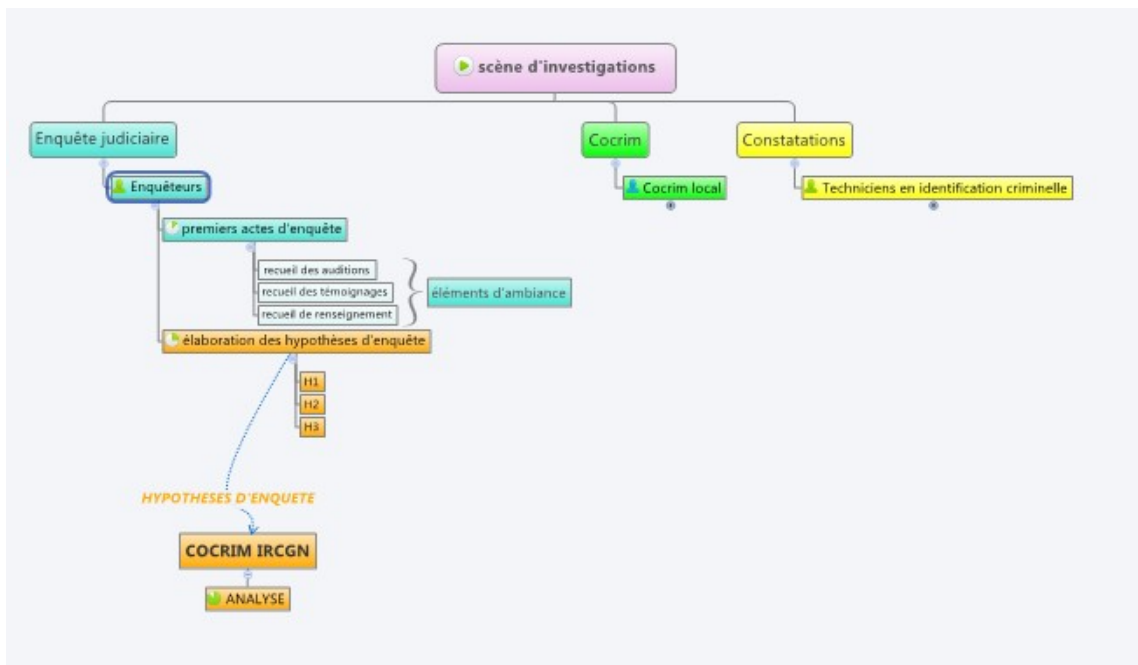 scène d'investigations
Enquête judiciaire
Cocrim
Constatations
Enquêteurs
Cocrim local
Techniciens en identification criminelle
premiers actes d'enquête
recueil des auditions
recueil des témoignages
recueil de renseignement
éléments d'ambiance
élaboration des hypothèses d'enquête
H1
H2
H3
HYPOTHESES D'ENQUETE
COCRIM IRCGN
ANALYSE